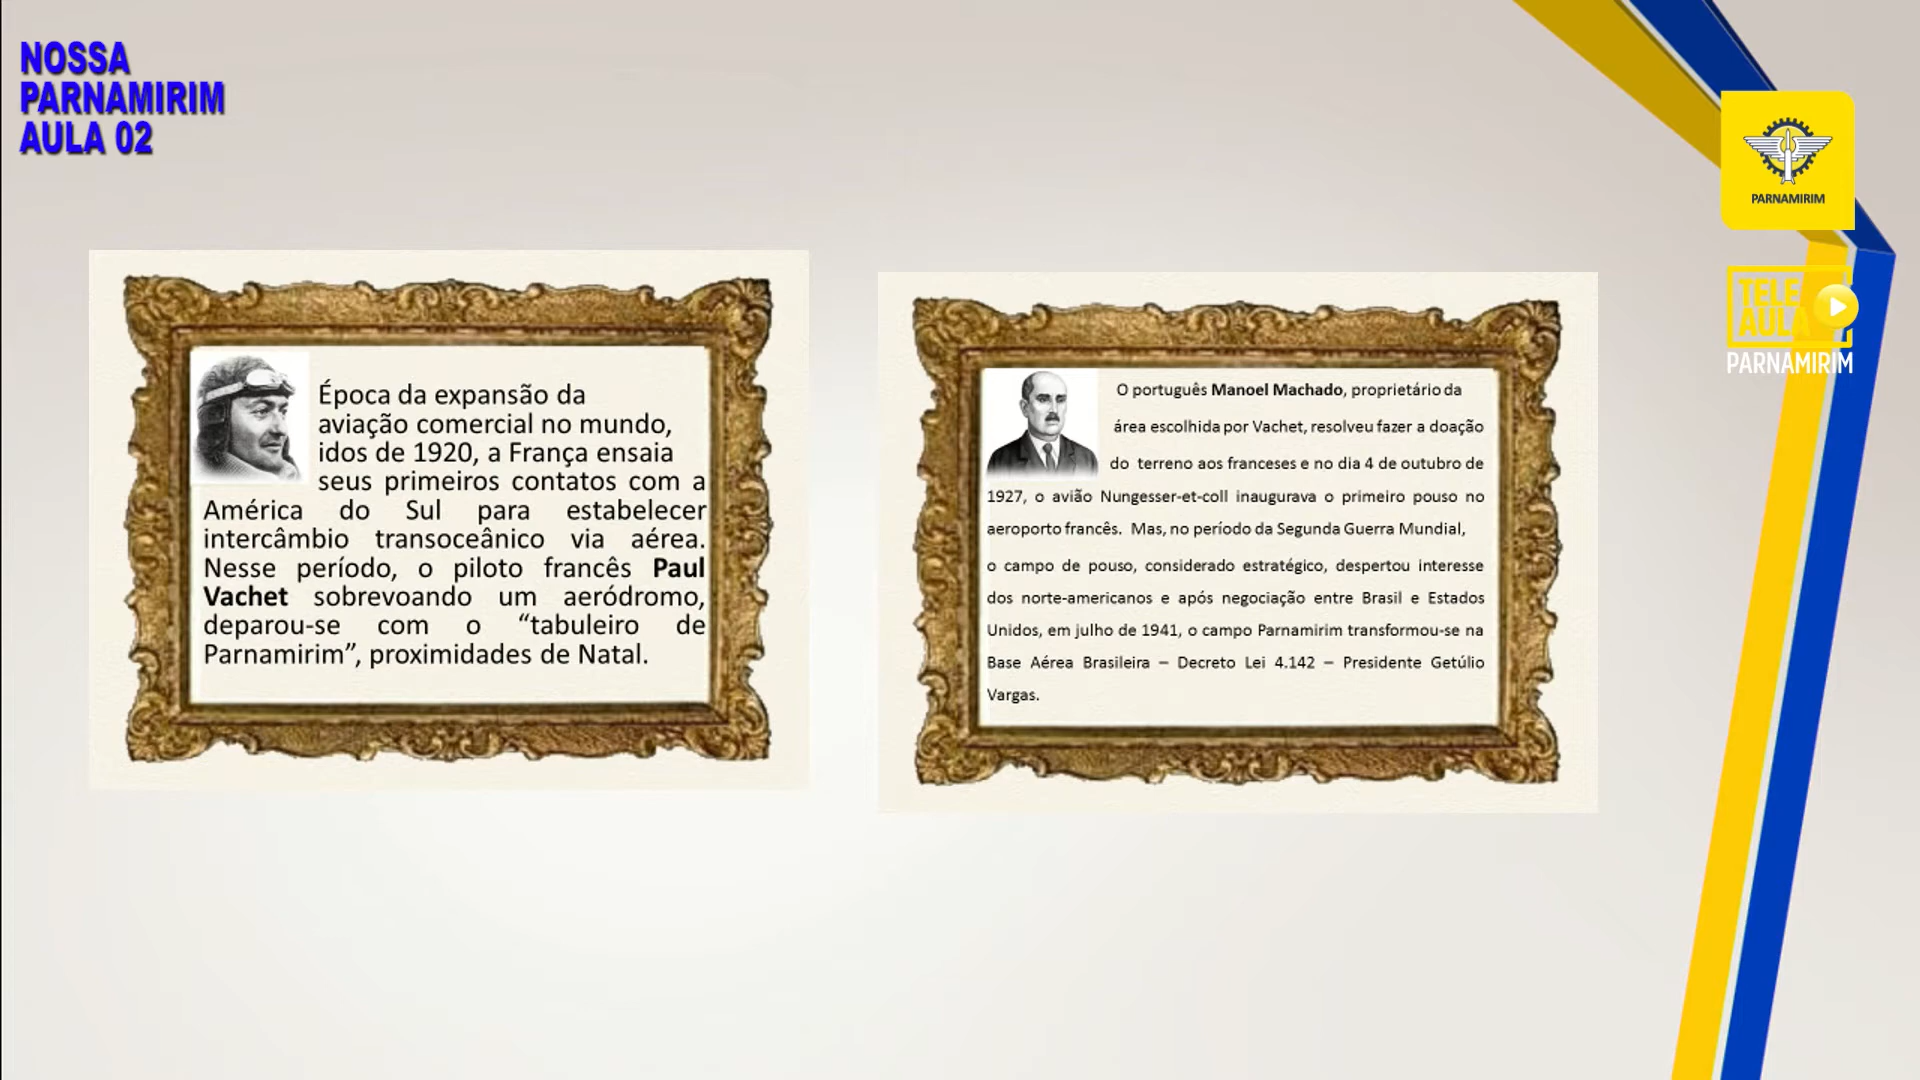 NOSSA
PARNAMIRIM
AULA 02
Época da expansão da
aviação comercial no mundo,
idos de 1920, a França ensaia
seus primeiros contatos com a
América do Sul para estabelecer
intercâmbio transoceânico via aérea.
Nesse período, o piloto francês Paul
Vachet sobrevoando um aeródromo,
deparou-se com o “tabuleiro de
Parnamirim”, proximidades de Natal.
O português Manoel Machado, proprietário da
área escolhida por Vachet, resolveu fazer a doação
do terreno aos franceses e no dia 4 de outubro de
1927, o avião Nungesser-et-coll inaugurava o primeiro pouso no
aeroporto francês. Mas, no período da Segunda Guerra Mundial,
o campo de pouso, considerado estratégico, despertou interesse
dos norte-americanos e após negociação entre Brasil e Estados
Unidos, em julho de 1941, o campo Parnamirim transformou-se na
Base Aérea Brasileira – Decreto Lei 4.142 – Presidente Getúlio
Vargas.
PARNAMIRIM
TELE
AULA
PARNAMIRIM